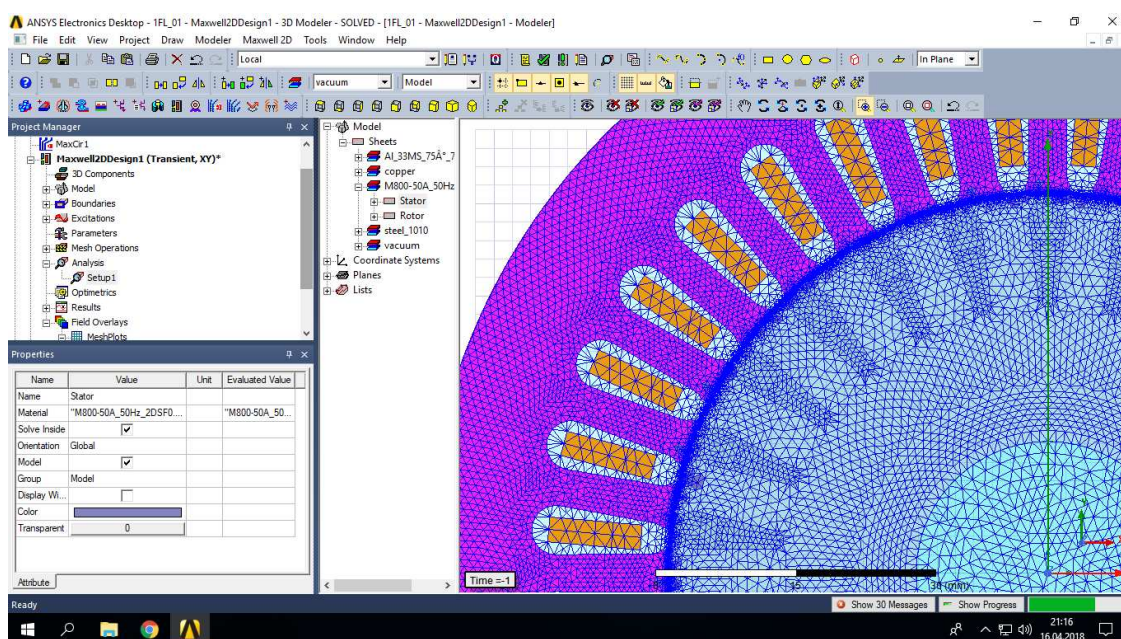 ANSYS Electronics Desktop - 1FL_01 - Maxwell2DDesign1 - 3D Modeler - SOLVED - [1FL_01 - Maxwell2DDesign1 - Modeler]
File Edit View Project Draw Modeler Maxwell 2D Tools Window Help
Local
In Plane
vacuum
Model
Project Manager
MaxCir1
Maxwell2DDesign1 (Transient, XY)*
3D Components
Model
Boundaries
Excitations
Parameters
Mesh Operations
Analysis
Setup1
Optimetrics
Results
Field Overlays
MeshPlots
Properties
Name Value Unit Evaluated Value
Name Stator
Material "M800-50A_50Hz_2DSF0.... "M800-50A_50...
Solve Inside
Orientation Global
Model
Group Model
Display Wi...
Color
Transparent 0
Attribute
Model
Sheets
Al_33MS_75Â°_7
copper
M800-50A_50Hz
Stator
Rotor
steel_1010
vacuum
Coordinate Systems
Planes
Lists
Time =-1
0 15 30 (mm)
Ready
Show 30 Messages Show Progress
21:16
16.04.2018